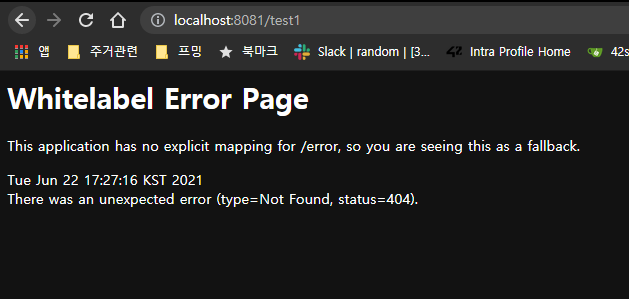 localhost:8081/test1
앱 주거관련 프밍 북마크 Slack | random | [3... 42 Intra Profile Home 42s
Whitelabel Error Page
This application has no explicit mapping for /error, so you are seeing this as a fallback.
Tue Jun 22 17:27:16 KST 2021
There was an unexpected error (type=Not Found, status=404).